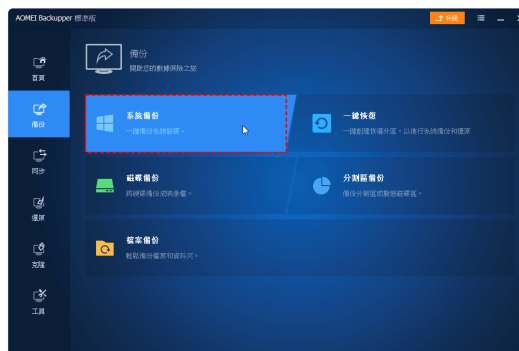 AOMEI Backupper 標準版
升級
備份
開啟您的數據保險之旅
首頁
備份
同步
還原
克隆
工具
系統備份
一鍵備份系統磁碟。
一鍵恢復
一鍵創建恢復分區，以進行系統備份和還原
磁碟備份
將硬碟備份成映像檔。
分割區備份
備份分割區或動態磁碟區。
檔案備份
輕鬆備份檔案和資料夾。